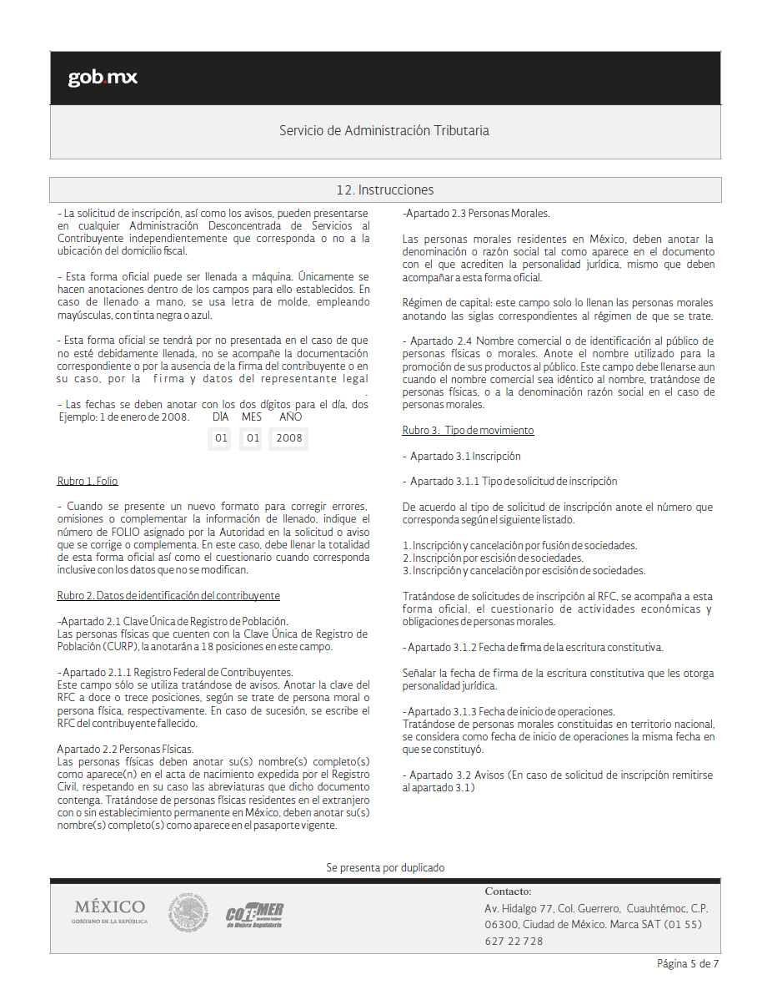 gob.mx
Servicio de Administración Tributaria
12. Instrucciones
- La solicitud de inscripción, así como los avisos, pueden presentarse
en cualquier Administración Desconcentrada de Servicios al
Contribuyente independientemente que corresponda o no a la
ubicación del domicilio fiscal.
- Esta forma oficial puede ser llenada a máquina. Únicamente se
hacen anotaciones dentro de los campos para ello establecidos. En
caso de llenado a mano, se usa letra de molde, empleando
mayúsculas, con tinta negra o azul.
- Esta forma oficial se tendrá por no presentada en el caso de que
no esté debidamente llenada, no se acompañe la documentación
correspondiente o por la ausencia de la firma del contribuyente o en
su caso, por la firma y datos del representante legal
.
- Las fechas se deben anotar con los dos dígitos para el día, dos
Ejemplo: 1 de enero de 2008. DÍA MES AÑO
01 01 2008
Rubro 1. Folio
- Cuando se presente un nuevo formato para corregir errores,
omisiones o complementar la información de llenado, indique el
número de FOLIO asignado por la Autoridad en la solicitud o aviso
que se corrige o complementa. En este caso, debe llenar la totalidad
de esta forma oficial así como el cuestionario cuando corresponda
inclusive con los datos que no se modifican.
Rubro 2. Datos de identificación del contribuyente
-Apartado 2.1 Clave Única de Registro de Población.
Las personas físicas que cuenten con la Clave Única de Registro de
Población (CURP), la anotarán a 18 posiciones en este campo.
- Apartado 2.1.1 Registro Federal de Contribuyentes.
Este campo sólo se utiliza tratándose de avisos. Anotar la clave del
RFC a doce o trece posiciones, según se trate de persona moral o
persona física, respectivamente. En caso de sucesión, se escribe el
RFC del contribuyente fallecido.
Apartado 2.2 Personas Físicas.
Las personas físicas deben anotar su(s) nombre(s) completo(s)
como aparece(n) en el acta de nacimiento expedida por el Registro
Civil, respetando en su caso las abreviaturas que dicho documento
contenga. Tratándose de personas físicas residentes en el extranjero
con o sin establecimiento permanente en México, deben anotar su(s)
nombre(s) completo(s) como aparece en el pasaporte vigente.
-Apartado 2.3 Personas Morales.
Las personas morales residentes en México, deben anotar la
denominación o razón social tal como aparece en el documento
con el que acrediten la personalidad jurídica, mismo que deben
acompañar a esta forma oficial.
Régimen de capital: este campo solo lo llenan las personas morales
anotando las siglas correspondientes al régimen de que se trate.
- Apartado 2.4 Nombre comercial o de identificación al público de
personas físicas o morales. Anote el nombre utilizado para la
promoción de sus productos al público. Este campo debe llenarse aun
cuando el nombre comercial sea idéntico al nombre, tratándose de
personas físicas, o a la denominación razón social en el caso de
personas morales.
Rubro 3. Tipo de movimiento
- Apartado 3.1 Inscripción
- Apartado 3.1.1 Tipo de solicitud de inscripción
De acuerdo al tipo de solicitud de inscripción anote el número que
corresponda según el siguiente listado.
1. Inscripción y cancelación por fusión de sociedades.
2. Inscripción por escisión de sociedades.
3. Inscripción y cancelación por escisión de sociedades.
Tratándose de solicitudes de inscripción al RFC, se acompaña a esta
forma oficial, el cuestionario de actividades económicas y
obligaciones de personas morales.
- Apartado 3.1.2 Fecha de firma de la escritura constitutiva.
Señalar la fecha de firma de la escritura constitutiva que les otorga
personalidad jurídica.
- Apartado 3.1.3 Fecha de inicio de operaciones.
Tratándose de personas morales constituidas en territorio nacional,
se considera como fecha de inicio de operaciones la misma fecha en
que se constituyó.
- Apartado 3.2 Avisos (En caso de solicitud de inscripción remitirse
al apartado 3.1)
Se presenta por duplicado
MÉXICO
GOBIERNO DE LA REPÚBLICA
COFEMER
Comisión Federal
de Mejora Regulatoria
Contacto:
Av. Hidalgo 77, Col. Guerrero, Cuauhtémoc, C.P.
06300, Ciudad de México. Marca SAT (01 55)
627 22 728
Página 5 de 7